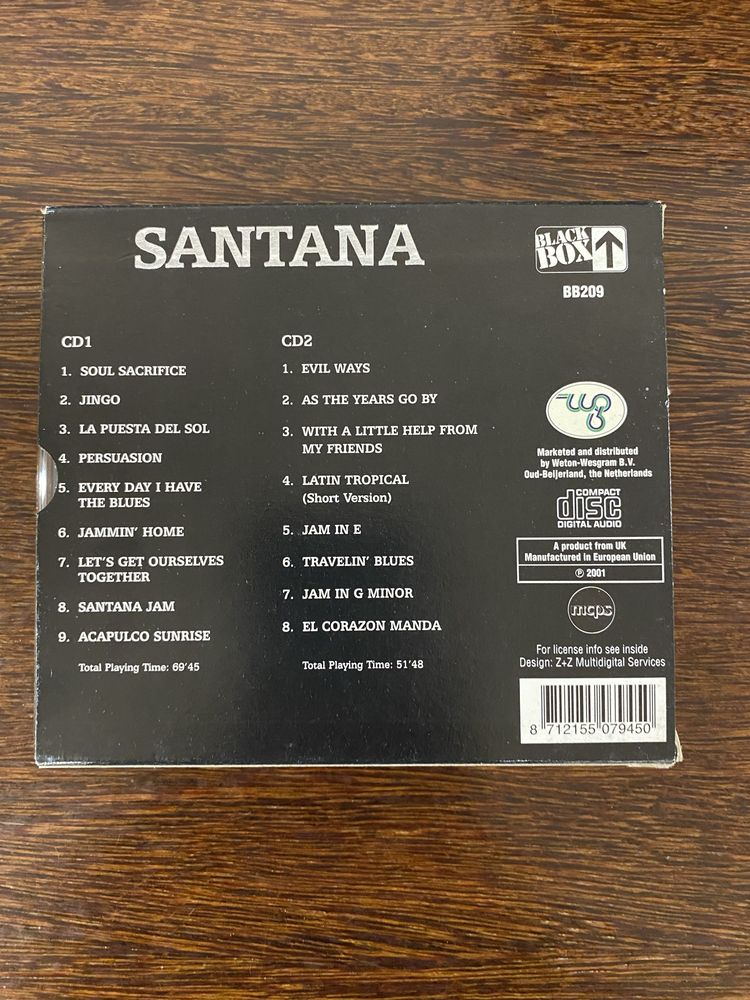 SANTANA
BLACK
BOX
BB209
CD1
1. SOUL SACRIFICE
2. JINGO
3. LA PUESTA DEL SOL
4. PERSUASION
5. EVERY DAY I HAVE
THE BLUES
6. JAMMIN' HOME
7. LET'S GET OURSELVES
TOGETHER
8. SANTANA JAM
9. ACAPULCO SUNRISE
Total Playing Time: 69'45
CD2
1. EVIL WAYS
2. AS THE YEARS GO BY
3. WITH A LITTLE HELP FROM
MY FRIENDS
4. LATIN TROPICAL
(Short Version)
5. JAM IN E
6. TRAVELIN' BLUES
7. JAM IN G MINOR
8. EL CORAZON MANDA
Total Playing Time: 51'48
Marketed and distributed
by Weton-Wesgram B.V.
Oud-Beijerland, the Netherlands
COMPACT
disc
DIGITAL AUDIO
A product from UK
Manufactured in European Union
℗ 2001
mcps
For license info see inside
Design: Z+Z Multidigital Services
8 712155 079450